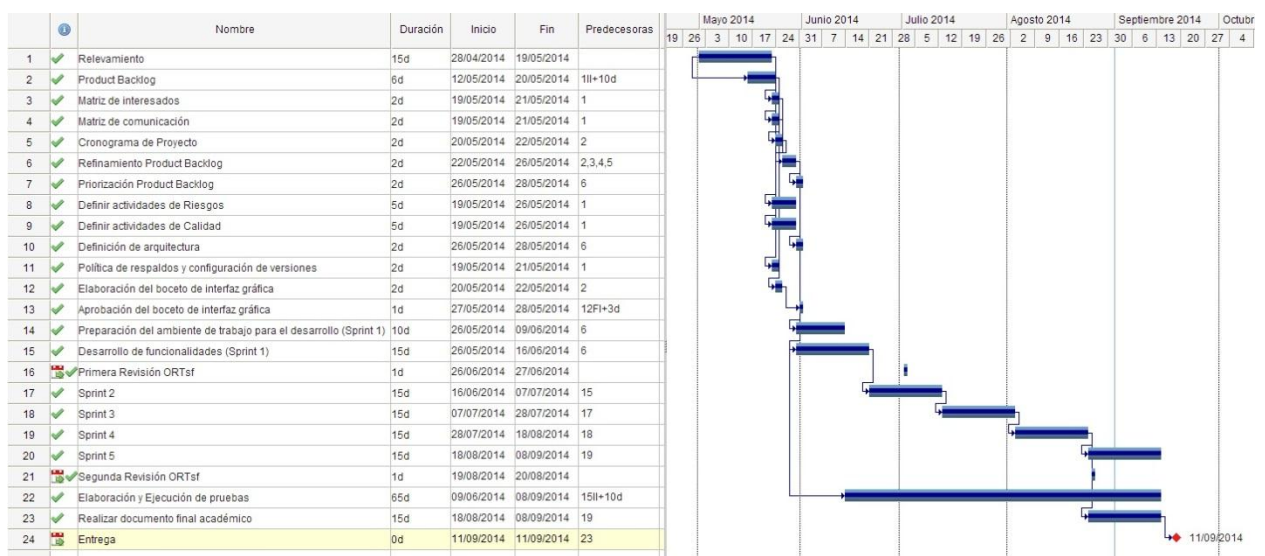 Nombre Duración Inicio Fin Predecesoras
Mayo 2014 Junio 2014 Julio 2014 Agosto 2014 Septiembre 2014 Octubr
19 26 3 10 17 24 31 7 14 21 28 5 12 19 26 2 9 16 23 30 6 13 20 27 4
1 Relevamiento 15d 28/04/2014 19/05/2014
2 Product Backlog 6d 12/05/2014 20/05/2014 1II+10d
3 Matriz de interesados 2d 19/05/2014 21/05/2014 1
4 Matriz de comunicación 2d 19/05/2014 21/05/2014 1
5 Cronograma de Proyecto 2d 20/05/2014 22/05/2014 2
6 Refinamiento Product Backlog 2d 22/05/2014 26/05/2014 2,3,4,5
7 Priorización Product Backlog 2d 26/05/2014 28/05/2014 6
8 Definir actividades de Riesgos 5d 19/05/2014 26/05/2014 1
9 Definir actividades de Calidad 5d 19/05/2014 26/05/2014 1
10 Definición de arquitectura 2d 26/05/2014 28/05/2014 6
11 Política de respaldos y configuración de versiones 2d 19/05/2014 21/05/2014 1
12 Elaboración del boceto de interfaz gráfica 2d 20/05/2014 22/05/2014 2
13 Aprobación del boceto de interfaz gráfica 1d 27/05/2014 28/05/2014 12FI+3d
14 Preparación del ambiente de trabajo para el desarrollo (Sprint 1) 10d 26/05/2014 09/06/2014 6
15 Desarrollo de funcionalidades (Sprint 1) 15d 26/05/2014 16/06/2014 6
16 Primera Revisión ORTsf 1d 26/06/2014 27/06/2014
17 Sprint 2 15d 16/06/2014 07/07/2014 15
18 Sprint 3 15d 07/07/2014 28/07/2014 17
19 Sprint 4 15d 28/07/2014 18/08/2014 18
20 Sprint 5 15d 18/08/2014 08/09/2014 19
21 Segunda Revisión ORTsf 1d 19/08/2014 20/08/2014
22 Elaboración y Ejecución de pruebas 65d 09/06/2014 08/09/2014 15II+10d
23 Realizar documento final académico 15d 18/08/2014 08/09/2014 19
24 Entrega 0d 11/09/2014 11/09/2014 23 11/09/2014